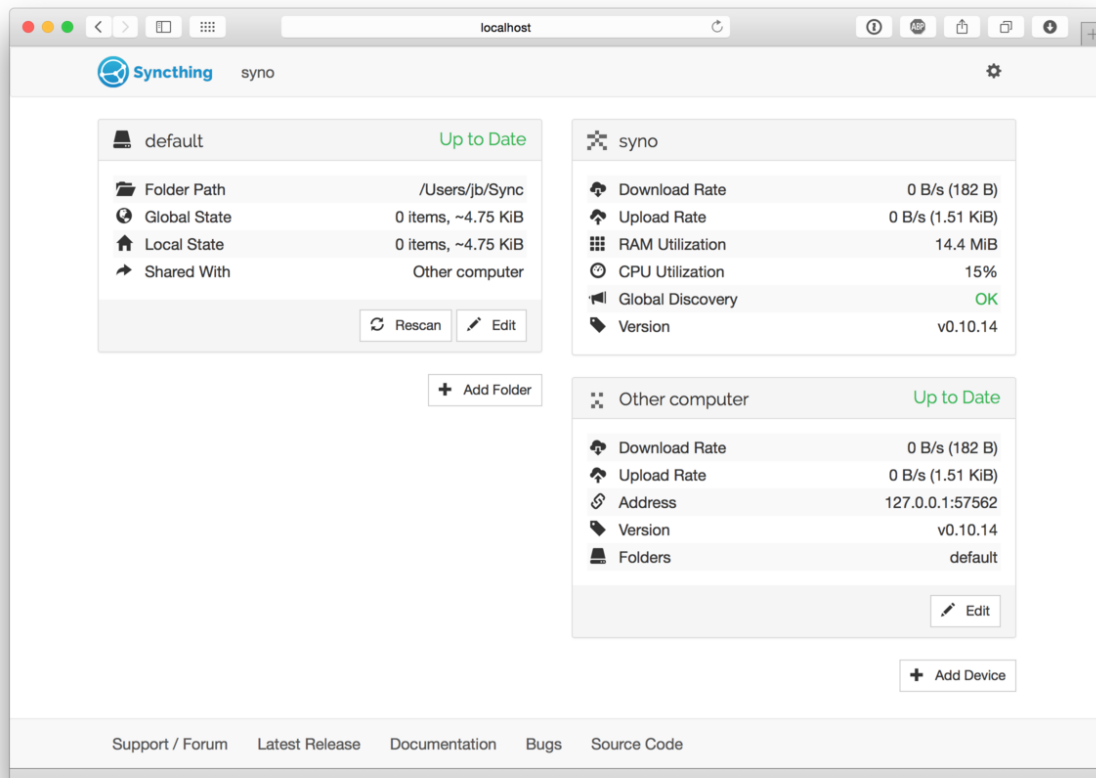 localhost
ABP
Syncthing syno
default Up to Date
Folder Path /Users/jb/Sync
Global State 0 items, ~4.75 KiB
Local State 0 items, ~4.75 KiB
Shared With Other computer
Rescan Edit
Add Folder
syno
Download Rate 0 B/s (182 B)
Upload Rate 0 B/s (1.51 KiB)
RAM Utilization 14.4 MiB
CPU Utilization 15%
Global Discovery OK
Version v0.10.14
Other computer Up to Date
Download Rate 0 B/s (182 B)
Upload Rate 0 B/s (1.51 KiB)
Address 127.0.0.1:57562
Version v0.10.14
Folders default
Edit
Add Device
Support / Forum Latest Release Documentation Bugs Source Code